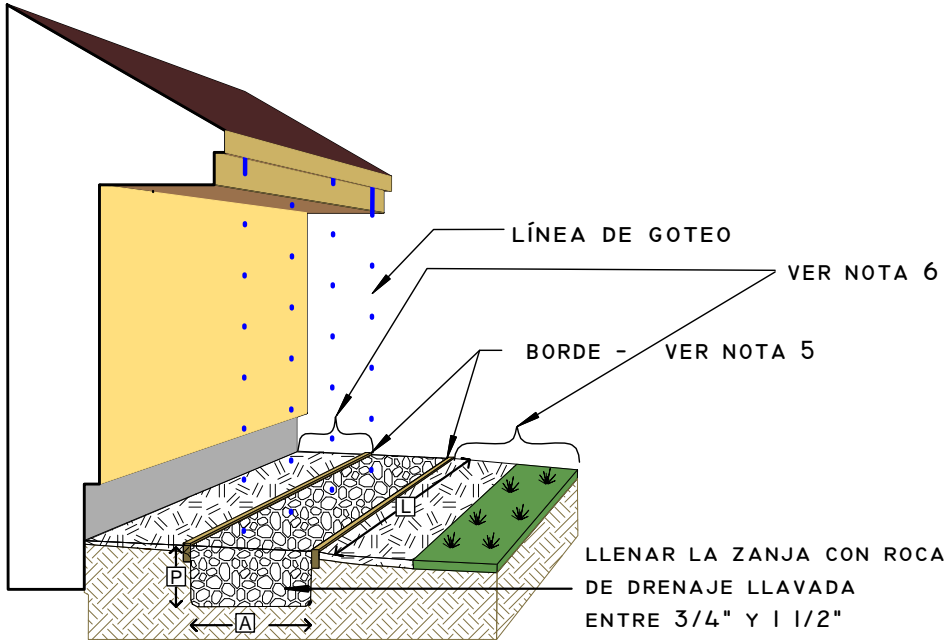 LÍNEA DE GOTEO
VER NOTA 6
BORDE - VER NOTA 5
L
P
A
LLENAR LA ZANJA CON ROCA
DE DRENAJE LLAVADA
ENTRE 3/4" Y 1 1/2"